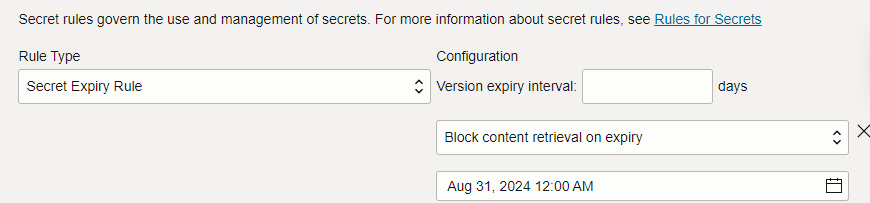 Secret rules govern the use and management of secrets. For more information about secret rules, see Rules for Secrets
Rule Type
Configuration
Secret Expiry Rule
Version expiry interval:
days
Block content retrieval on expiry
Aug 31, 2024 12:00 AM